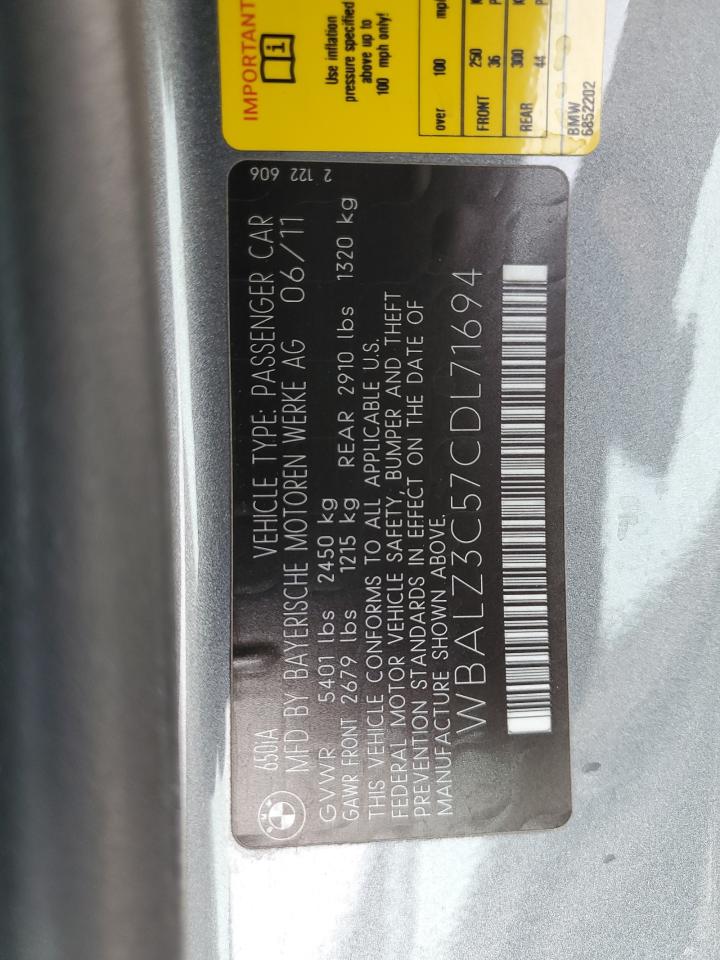 650iA VEHICLE TYPE: PASSENGER CAR 2 122 606
MFD BY BAYERISCHE MOTOREN WERKE AG 06/11
GVWR 5401 lbs 2450 kg
GAWR FRONT 2679 lbs 1215 kg REAR 2910 lbs 1320 kg
THIS VEHICLE CONFORMS TO ALL APPLICABLE U.S.
FEDERAL MOTOR VEHICLE SAFETY, BUMPER AND THEFT
PREVENTION STANDARDS IN EFFECT ON THE DATE OF
MANUFACTURE SHOWN ABOVE.
WBALZ3C57CDL71694
IMPORTANT
Use inflation
pressure specified
above up to
100 mph only!
over 100 mph
FRONT 250
36
REAR 300
44
BMW
6852202